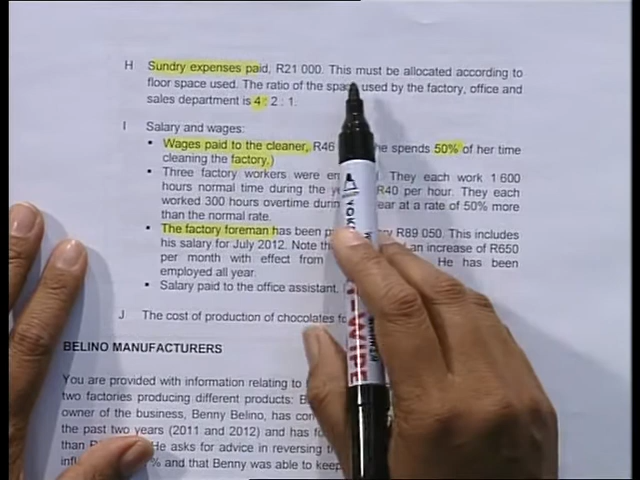 H Sundry expenses paid, R21 000. This must be allocated according to
floor space used. The ratio of the space used by the factory, office and
sales department is 4 : 2 : 1.
I Salary and wages:
• Wages paid to the cleaner, R46 he spends 50% of her time
cleaning the factory.)
• Three factory workers were They each work 1 600
hours normal time during the R40 per hour. They each
worked 300 hours overtime at a rate of 50% more
than the normal rate.
• The factory foreman has been R89 050. This includes
his salary for July 2012. Note an increase of R650
per month with effect from He has been
employed all year.
• Salary paid to the office assistant.
J The cost of production of chocolates
BELINO MANUFACTURERS
You are provided with information relating to
two factories producing different products:
owner of the business, Benny Belino, has
the past two years (2011 and 2012) and has
than He asks for advice in reversing
% and that Benny was able to keep
YOKO
WIPE